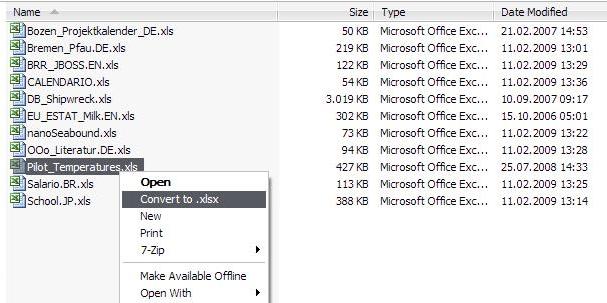 Name Size Type Date Modified
Bozen_Projektkalender_DE.xls 50 KB Microsoft Office Exc... 21.02.2007 14:53
Bremen_Pfau.DE.xls 219 KB Microsoft Office Exc... 11.02.2009 13:01
BRR_JBOSS.EN.xls 122 KB Microsoft Office Exc... 11.02.2009 13:29
CALENDARIO.xls 54 KB Microsoft Office Exc... 11.02.2009 13:36
DB_Shipwreck.xls 3.019 KB Microsoft Office Exc... 10.09.2007 09:17
EU_ESTAT_Milk.EN.xls 302 KB Microsoft Office Exc... 15.10.2006 05:01
nanoSeabound.xls 73 KB Microsoft Office Exc... 11.02.2009 13:22
OOo_Literatur.DE.xls 94 KB Microsoft Office Exc... 11.02.2009 13:28
Pilot_Temperatures.xls 427 KB Microsoft Office Exc... 25.07.2008 14:33
Salario.BR.xls 113 KB Microsoft Office Exc... 11.02.2009 13:25
School.JP.xls 388 KB Microsoft Office Exc... 11.02.2009 13:14
Open
Convert to .xlsx
New
Print
7-Zip
Make Available Offline
Open With